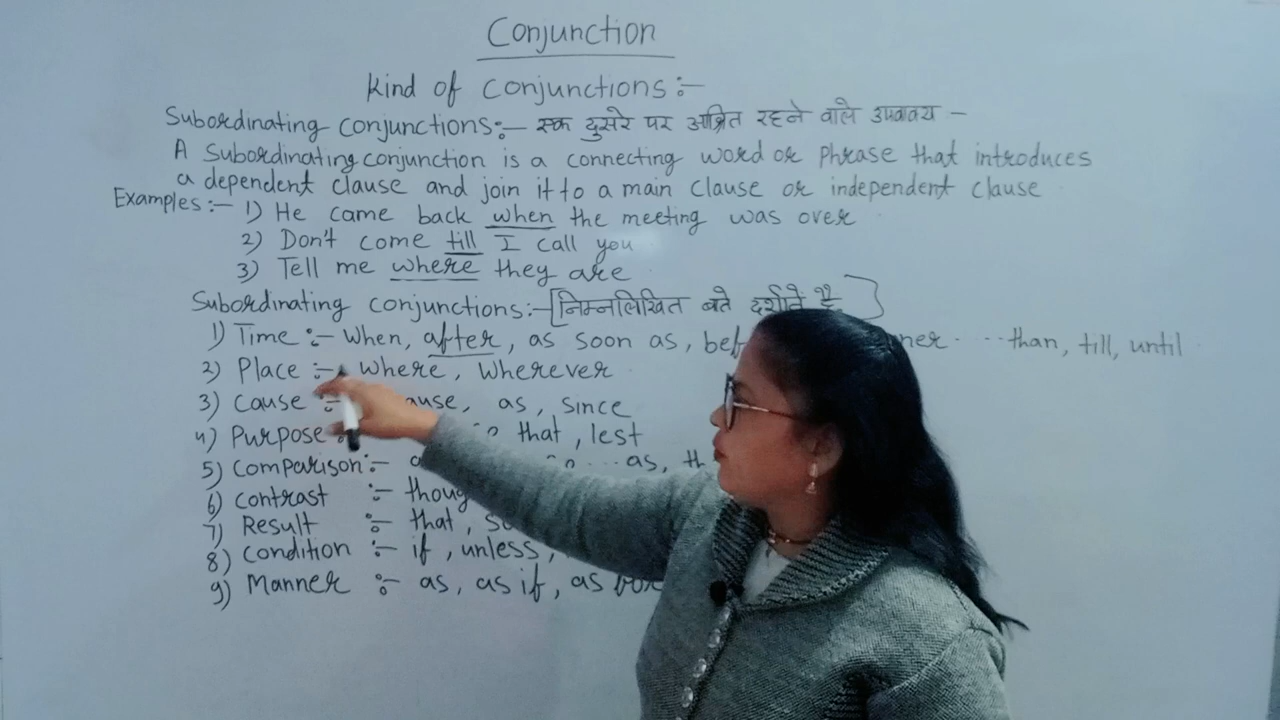 Conjunction
Kind of Conjunctions:-
Subordinating Conjunctions:- एक दुसरे पर आश्रित रहने वाले उपवाक्य -
A Subordinating conjunction is a connecting word or Phrase that introduces
a dependent clause and join it to a main Clause or independent clause
Examples:- 1) He came back when the meeting was over
2) Don't come till I call you
3) Tell me where they are
Subordinating conjunctions:- [निम्नलिखित बाते दर्शाते हैं]
1) Time :- When, after, as soon as, than, till, until
2) Place :- Where, Wherever
3) Cause :- as, since
4) Purpose that, lest
5) Comparison:- as,
6) Contrast :-
7) Result :- that,
8) Condition :- if, unless,
9) Manner :- as, as if, as